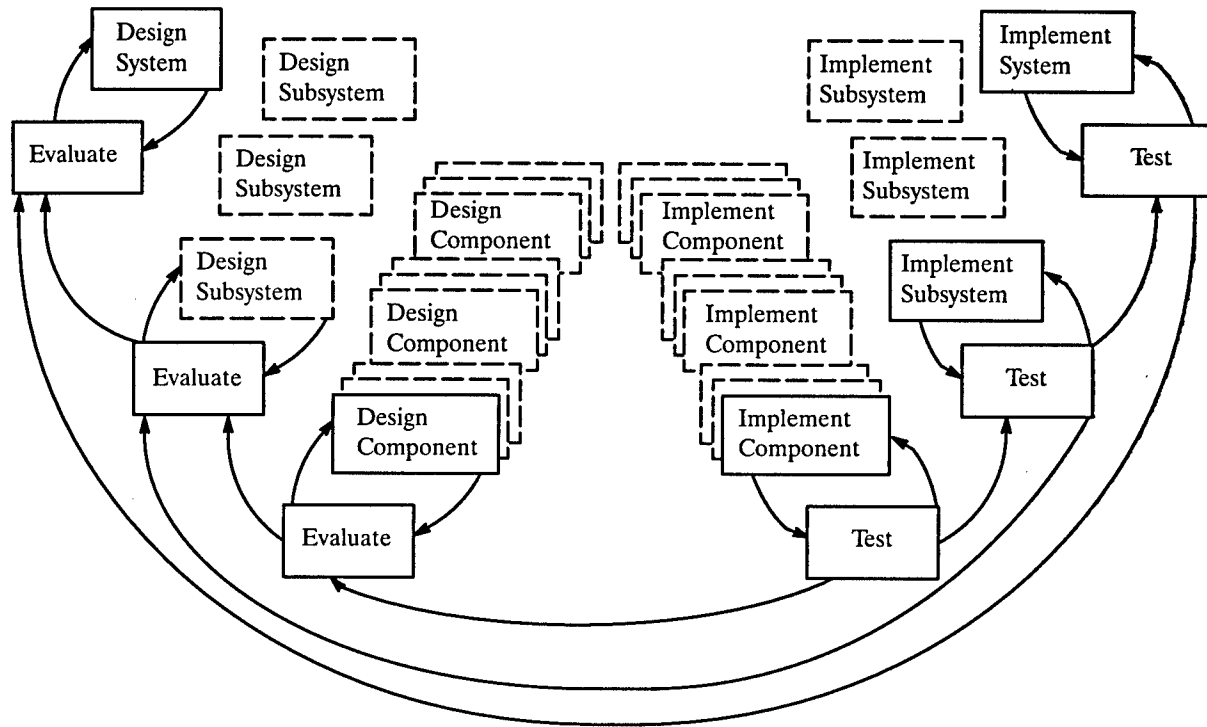 Design
System
Evaluate
Design
Subsystem
Design
Subsystem
Design
Subsystem
Evaluate
Design
Component
Design
Component
Design
Component
Evaluate
Implement
System
Test
Implement
Subsystem
Implement
Subsystem
Implement
Subsystem
Test
Implement
Component
Implement
Component
Implement
Component
Test